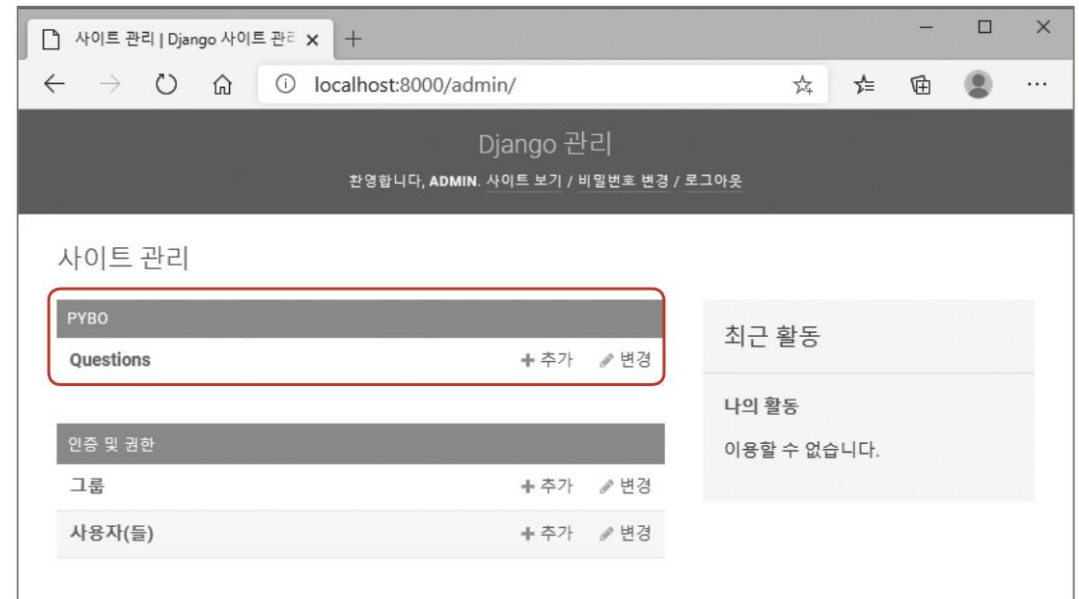 사이트 관리 | Django 사이트 관리
localhost:8000/admin/
Django 관리
환영합니다, ADMIN. 사이트 보기 / 비밀번호 변경 / 로그아웃
사이트 관리
PYBO
Questions 추가 변경
최근 활동
나의 활동
이용할 수 없습니다.
인증 및 권한
그룹 추가 변경
사용자(들) 추가 변경